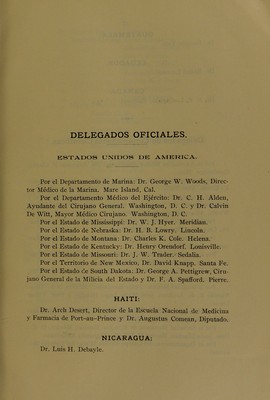 DELEGADOS OFICIALES.
ESTADOS UNIDOS DE AMERICA.
Por el Departamento de Marina: Dr. George W. Woods, Direc-
tor Médico de la Marina. Mare Island, Cal.
Por el Departamento Médico del Ejército: Dr. C. H. Alden,
Ayudante del Cirujano General. Washington, D. C. y Dr. Calvin
De Witt, Mayor Médico Cirujano. Washington, D. C.
Por el Estado de Mississippi: Dr. W. J. Hyer. Meridian.
Por el Estado de Nebraska: Dr. H. B. Lowry. Lincoln.
Por el Estado de Montana: Dr. Charles K. Cole. Helena.
Por el Estado de Kentucky: Dr. Henry Orendorf. Louisville.
Por el Estado de Missouri: Dr. J. W. Trader. Sedalia.
Por el Territorio de New Mexico, Dr. David Knapp. Santa Fe.
Por el Estado de South Dakota: Dr. George A. Pettigrew, Ciru-
jano General de la Milicia del Estado y Dr. F. A. Spafford. Pierre.
HAITI:
Dr. Arch Desert, Director de la Escuela Nacional de Medicina
y Farmacia de Port-au-Prince y Dr. Augustus Comean, Diputado.
NICARAGUA:
Dr. Luis H. Debayle.